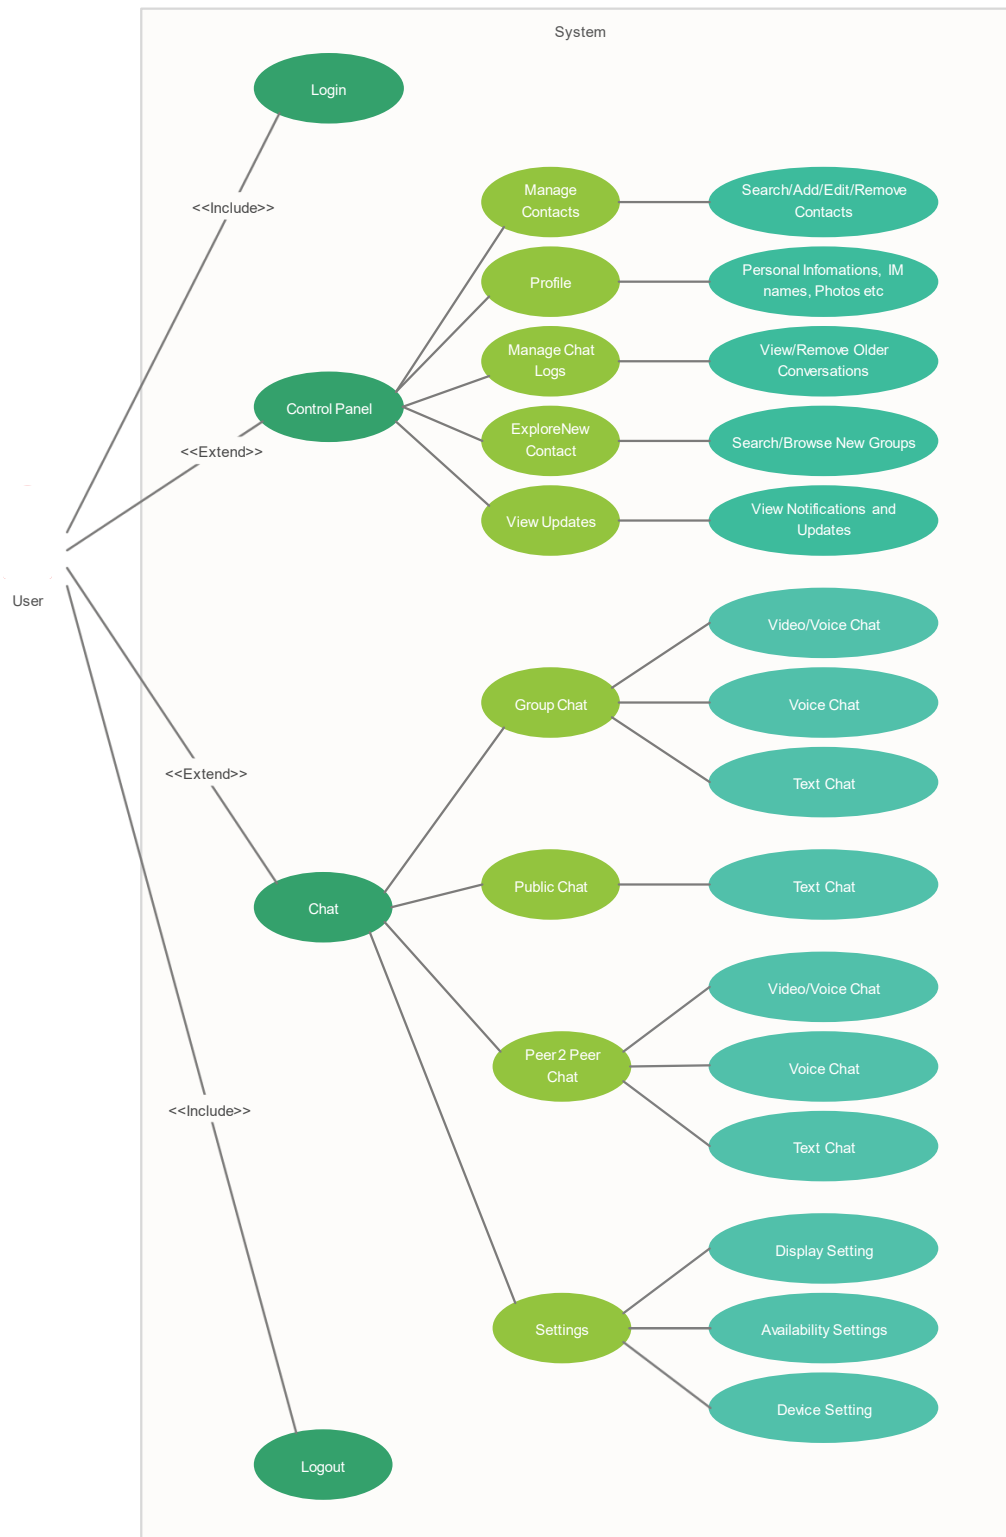 System
Login
<<Include>>
Manage
Contacts
Search/Add/Edit/Remove
Contacts
Profile
Personal Infomations, IM
names, Photos etc
Manage Chat
Logs
View/Remove Older
Conversations
Control Panel
<<Extend>>
ExploreNew
Contact
Search/Browse New Groups
View Updates
View Notifications and
Updates
User
Video/Voice Chat
Group Chat
Voice Chat
<<Extend>>
Text Chat
Chat
Public Chat
Text Chat
Video/Voice Chat
Peer 2 Peer
Chat
Voice Chat
<<Include>>
Text Chat
Display Setting
Settings
Availability Settings
Device Setting
Logout